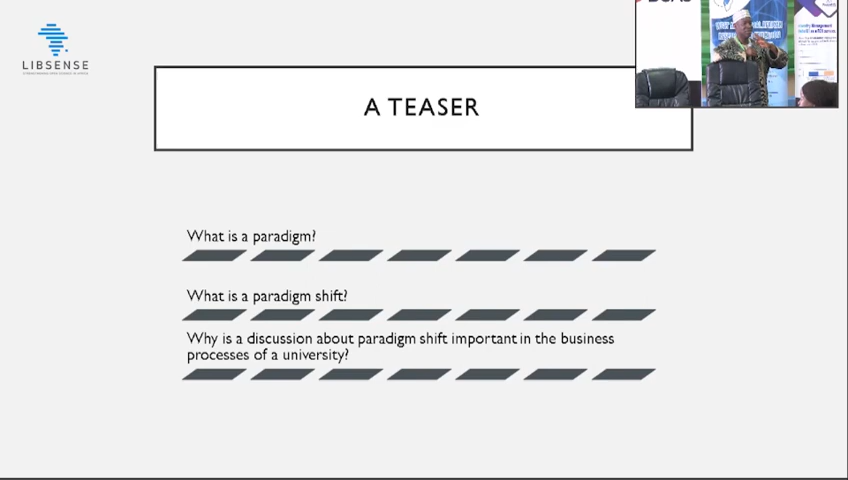 LIBSENSE
A TEASER
What is a paradigm?
What is a paradigm shift?
Why is a discussion about paradigm shift important in the business
processes of a university?